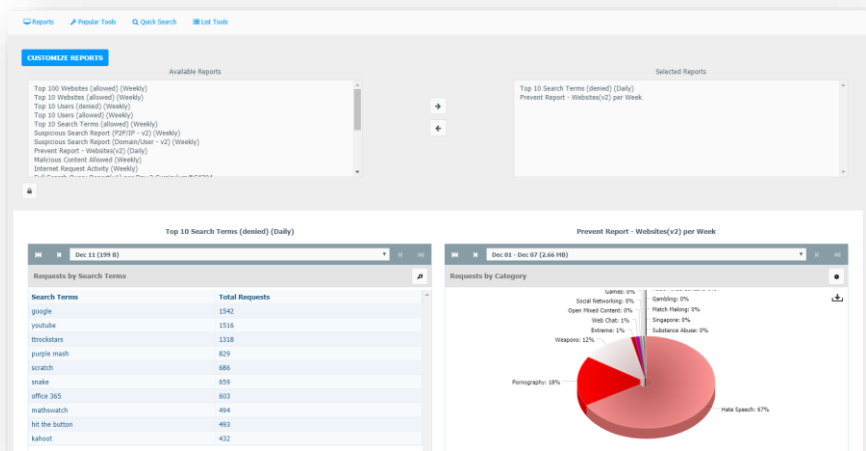 Reports Popular Tools Quick Search List Tools
CUSTOMIZE REPORTS
Available Reports
Selected Reports
Top 100 Websites (allowed) (Weekly)
Top 10 Websites (allowed) (Weekly)
Top 10 Users (denied) (Weekly)
Top 10 Users (allowed) (Weekly)
Top 10 Search Terms (allowed) (Weekly)
Suspicious Search Report (P2P/IP - v2) (Weekly)
Suspicious Search Report (Domain/User - v2) (Weekly)
Prevent Report - Websites(v2) (Daily)
Malicious Content Allowed (Weekly)
Internet Request Activity (Weekly)
Top 10 Search Terms (denied) (Daily)
Prevent Report - Websites(v2) per Week
Top 10 Search Terms (denied) (Daily)
Dec 11 (199 B)
Requests by Search Terms
Search Terms Total Requests
google 1542
youtube 1516
ttrockstars 1318
purple mash 829
scratch 686
snake 659
office 365 603
mathswatch 494
hit the button 493
kahoot 432
Prevent Report - Websites(v2) per Week
Dec 01 - Dec 07 (2.66 MB)
Requests by Category
Games: 0%
Social Networking: 0%
Open Mixed Content: 0%
Web Chat: 1%
Extreme: 1%
Weapons: 12%
Pornography: 18%
Gambling: 0%
Match Making: 0%
Singapore: 0%
Substance Abuse: 0%
Hate Speech: 67%